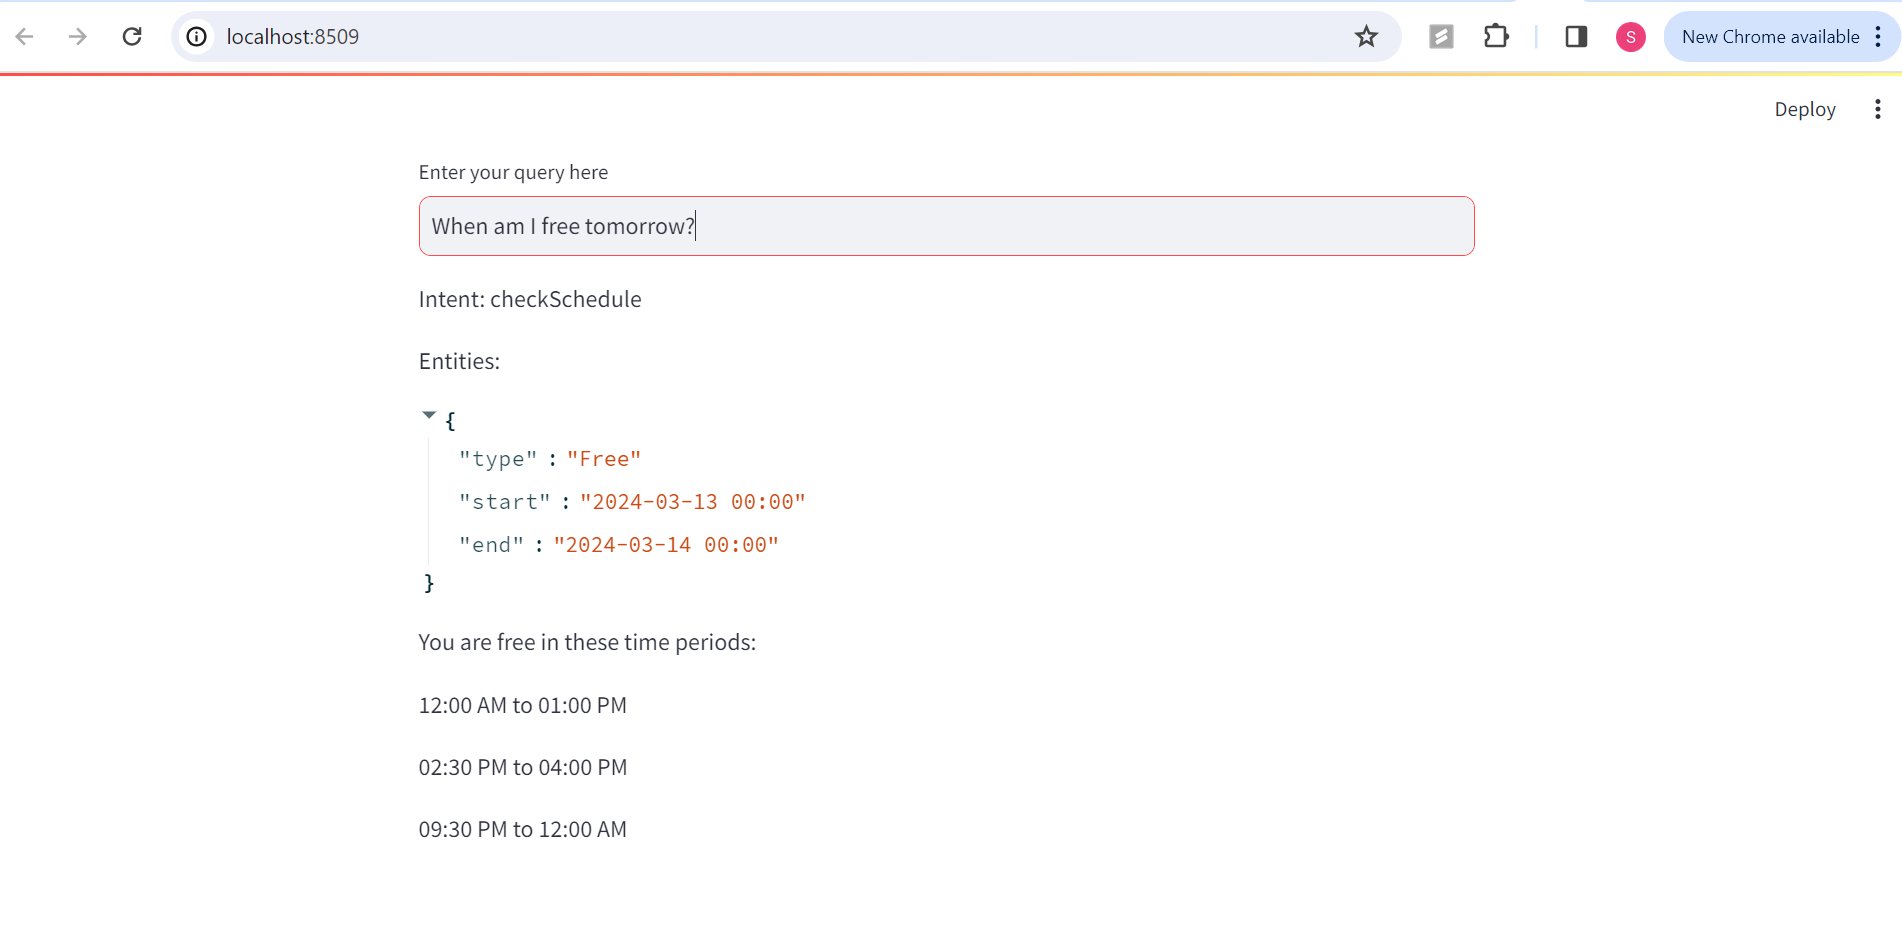 localhost:8509
S
New Chrome available
Deploy
Enter your query here
When am I free tomorrow?
Intent: checkSchedule
Entities:
{
"type" : "Free"
"start" : "2024-03-13 00:00"
"end" : "2024-03-14 00:00"
}
You are free in these time periods:
12:00 AM to 01:00 PM
02:30 PM to 04:00 PM
09:30 PM to 12:00 AM